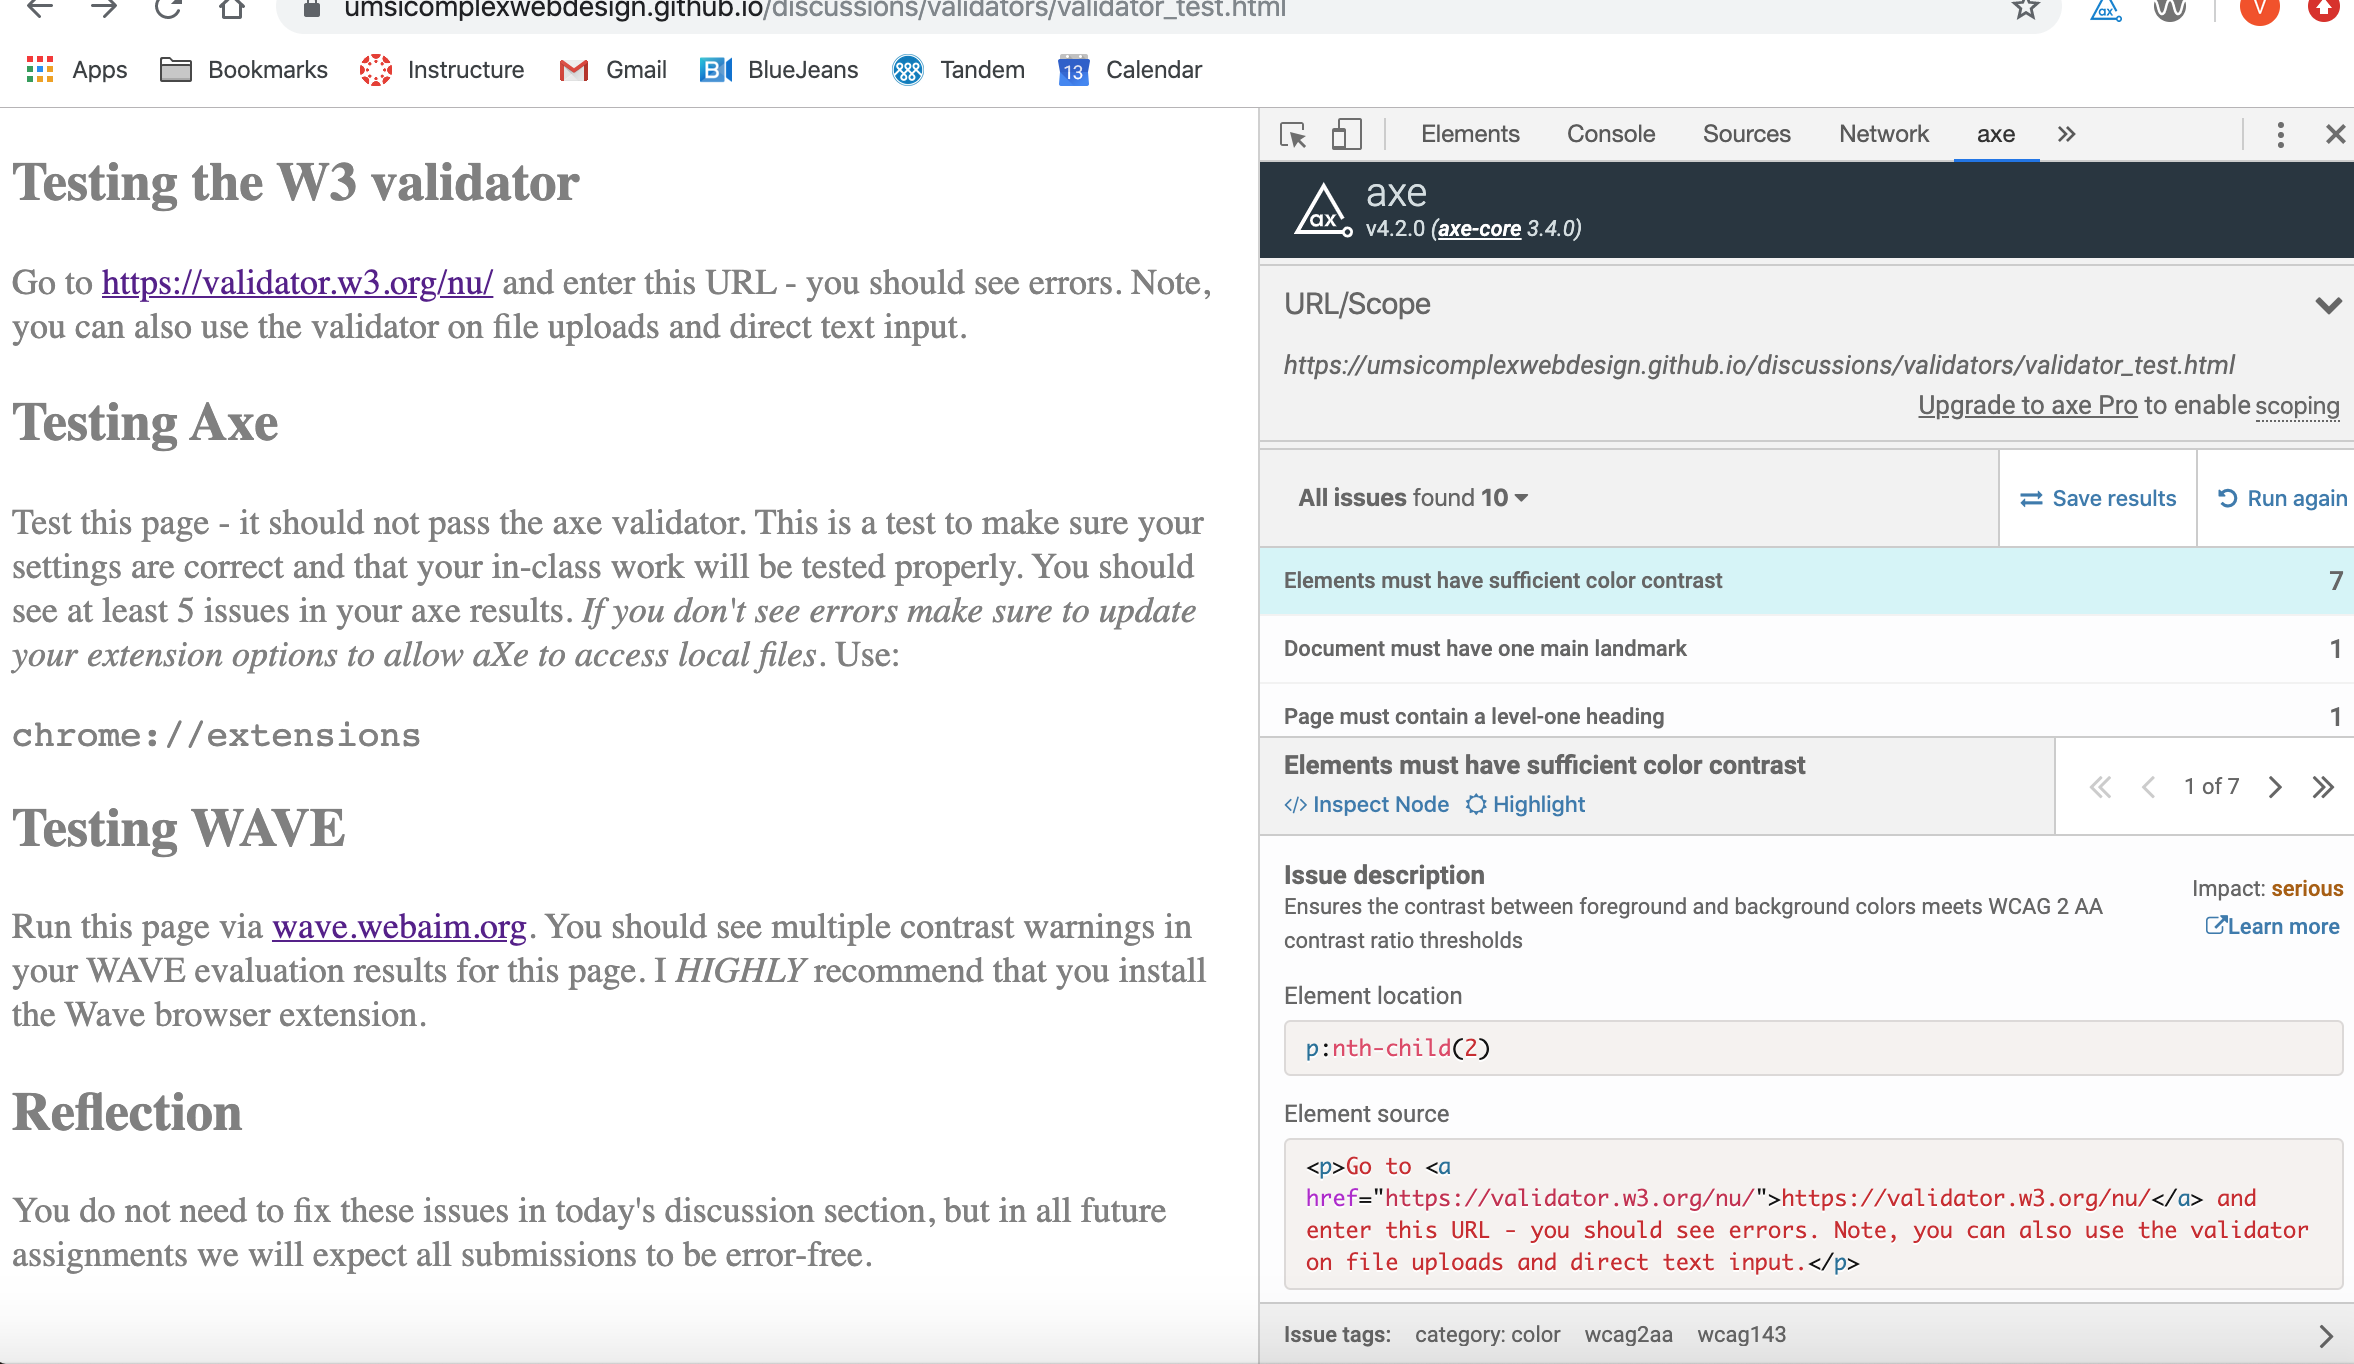 umsicomplexwebdesign.github.io/discussions/validators/validator_test.html
V
Apps Bookmarks Instructure Gmail BlueJeans Tandem 13 Calendar
Testing the W3 validator
Go to https://validator.w3.org/nu/ and enter this URL - you should see errors. Note,
you can also use the validator on file uploads and direct text input.
Testing Axe
Test this page - it should not pass the axe validator. This is a test to make sure your
settings are correct and that your in-class work will be tested properly. You should
see at least 5 issues in your axe results. If you don't see errors make sure to update
your extension options to allow aXe to access local files. Use:
chrome://extensions
Testing WAVE
Run this page via wave.webaim.org. You should see multiple contrast warnings in
your WAVE evaluation results for this page. I HIGHLY recommend that you install
the Wave browser extension.
Reflection
You do not need to fix these issues in today's discussion section, but in all future
assignments we will expect all submissions to be error-free.
Elements Console Sources Network axe
ax axe
v4.2.0 (axe-core 3.4.0)
URL/Scope
https://umsicomplexwebdesign.github.io/discussions/validators/validator_test.html
Upgrade to axe Pro to enable scoping
All issues found 10 Save results Run again
Elements must have sufficient color contrast 7
Document must have one main landmark 1
Page must contain a level-one heading 1
Elements must have sufficient color contrast
</> Inspect Node Highlight 1 of 7
Issue description
Impact: serious
Ensures the contrast between foreground and background colors meets WCAG 2 AA
contrast ratio thresholds
Learn more
Element location
p:nth-child(2)
Element source
<p>Go to <a
href="https://validator.w3.org/nu/">https://validator.w3.org/nu/</a> and
enter this URL - you should see errors. Note, you can also use the validator
on file uploads and direct text input.</p>
Issue tags: category: color wcag2aa wcag143